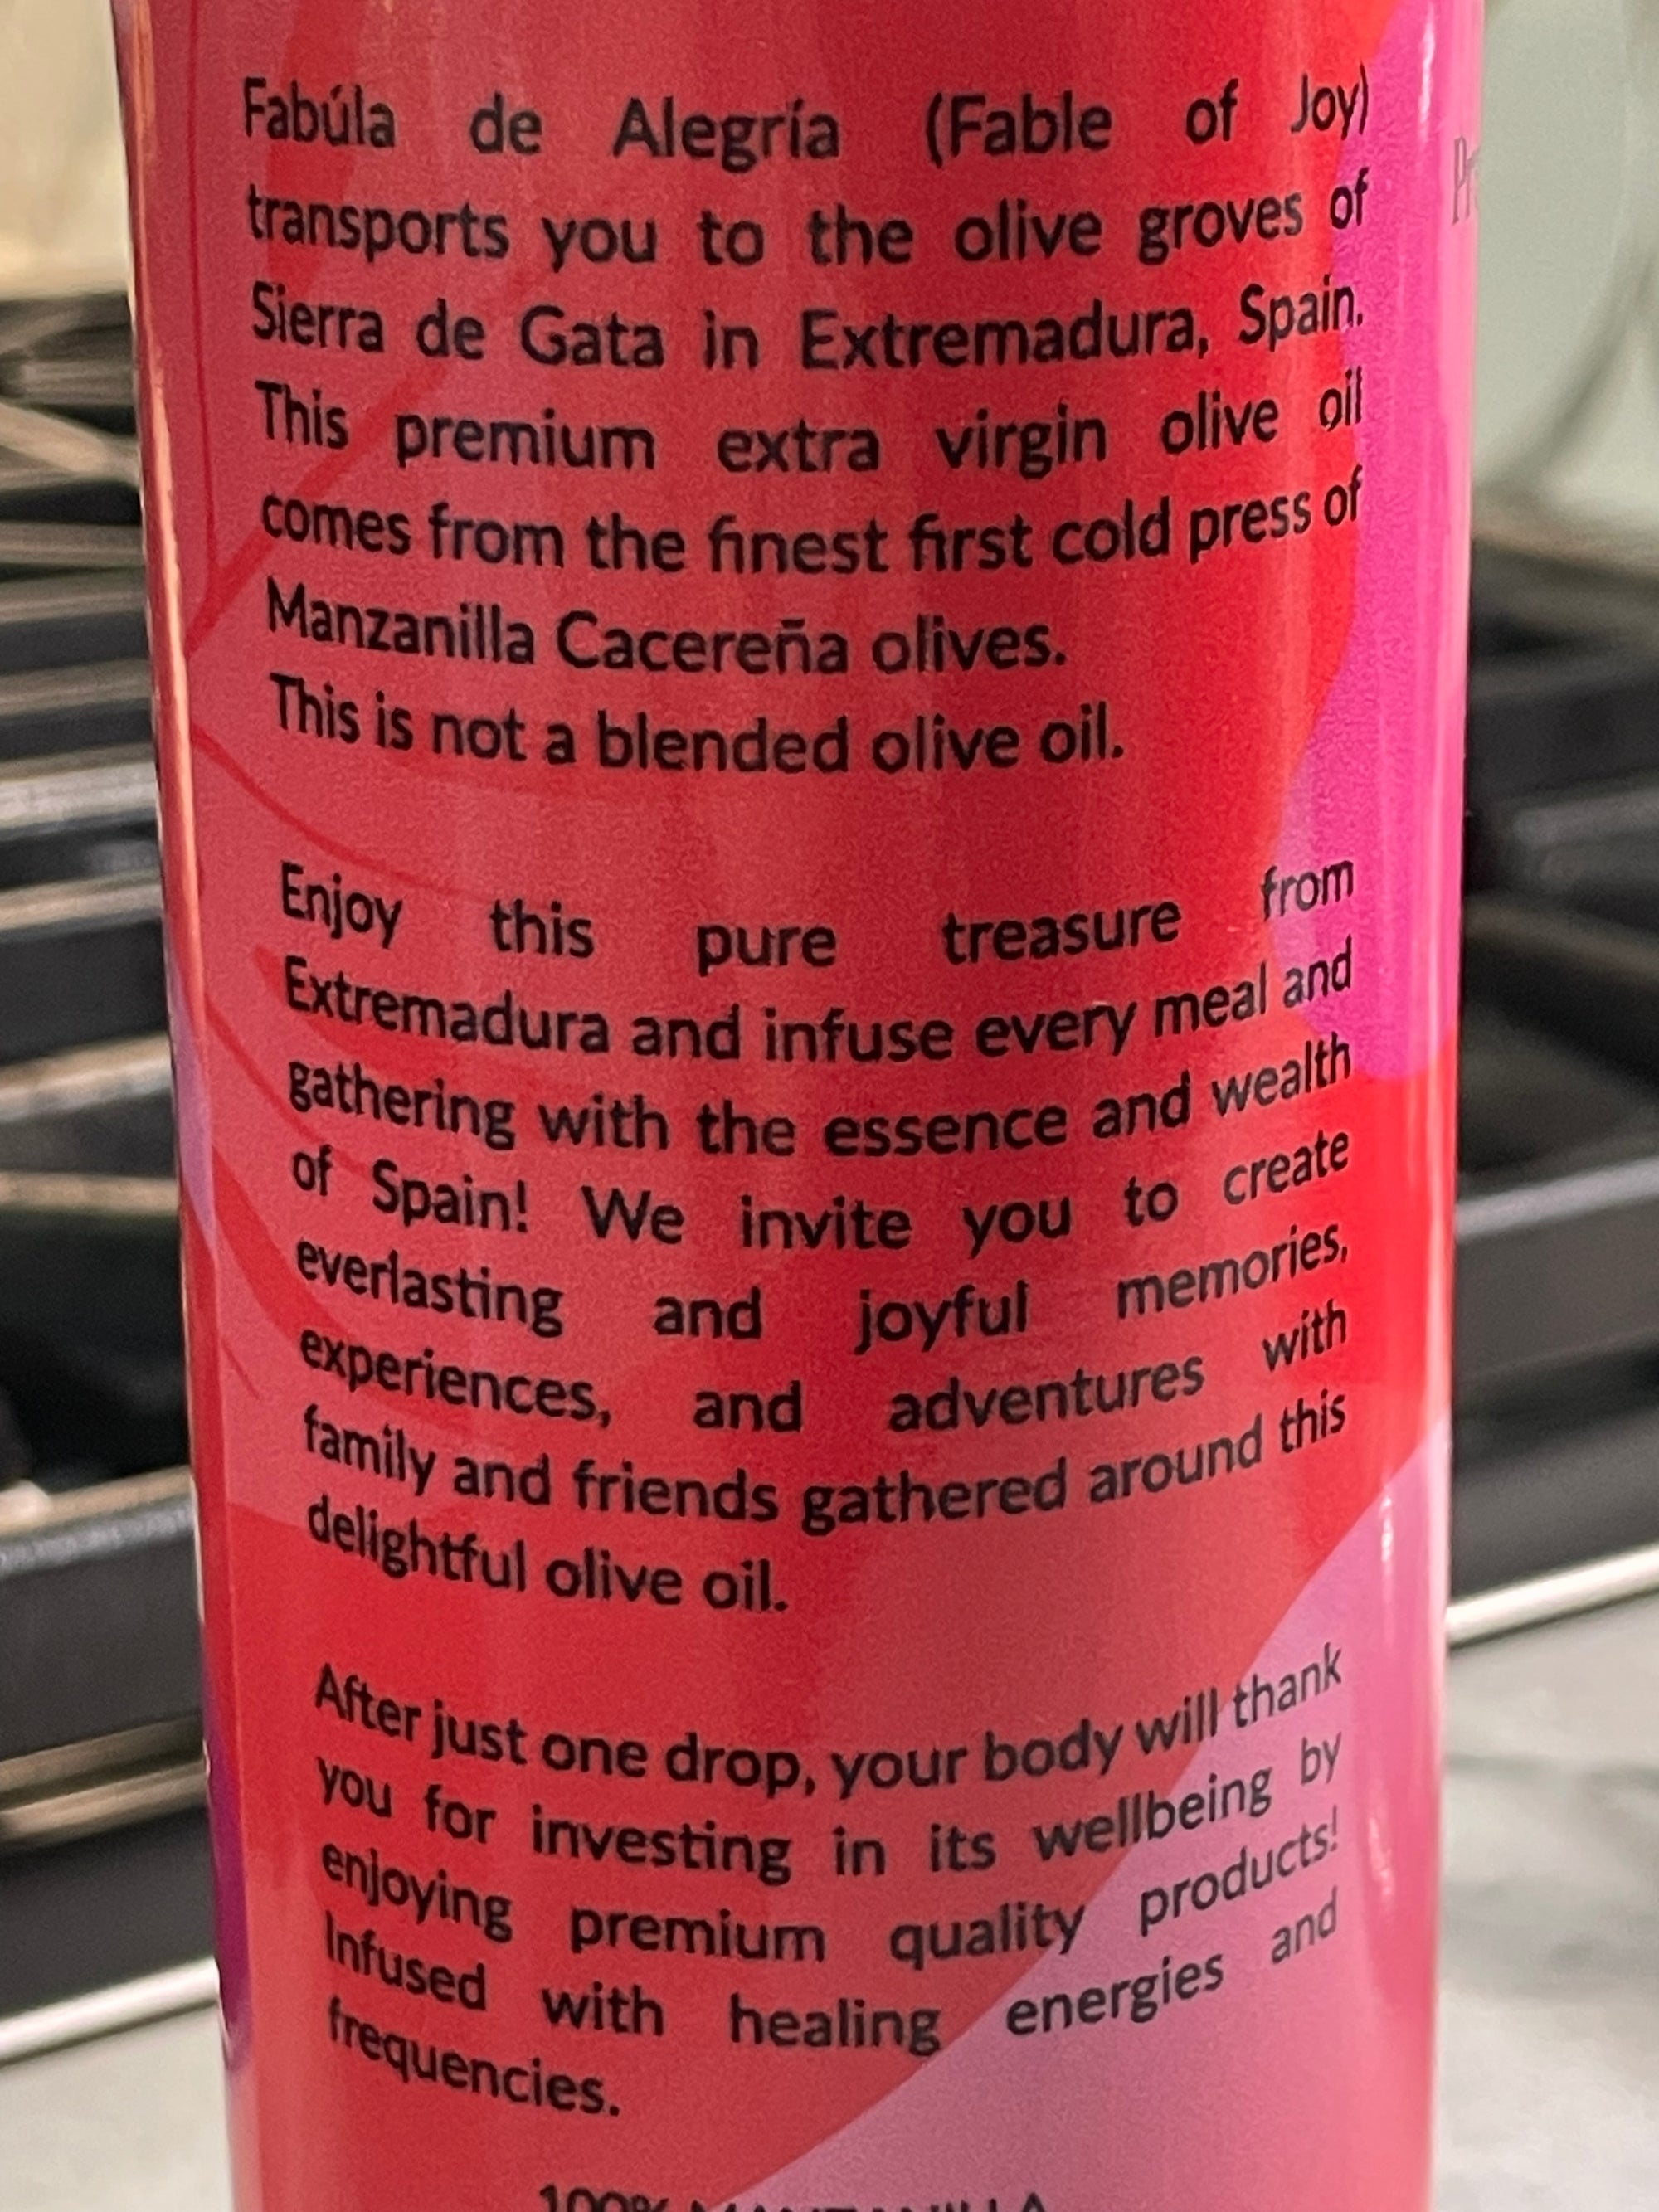 Fabúla de Alegría (Fable of Joy)
transports you to the olive groves of
Sierra de Gata in Extremadura, Spain.
This premium extra virgin olive oil
comes from the finest first cold press of
Manzanilla Cacereña olives.
This is not a blended olive oil.
Enjoy this pure treasure from
Extremadura and infuse every meal and
gathering with the essence and wealth
of Spain! We invite you to create
everlasting and joyful memories,
experiences, and adventures with
family and friends gathered around this
delightful olive oil.
After just one drop, your body will thank
you for investing in its wellbeing by
enjoying premium quality products!
Infused with healing energies and
frequencies.
100% MANZANILLA